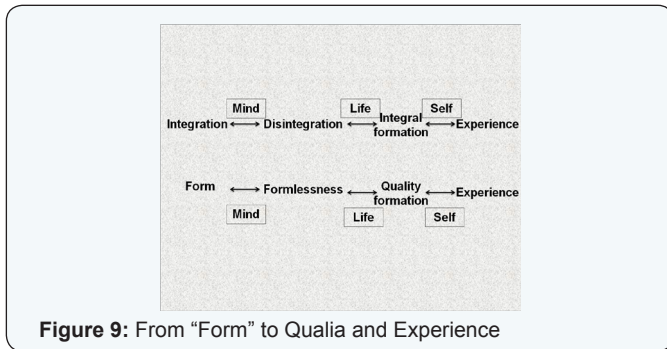 Mind Life Self
Integration Disintegration Integral formation Experience
Form Formlessness Quality formation Experience
Mind Life Self
Figure 9: From “Form” to Qualia and Experience